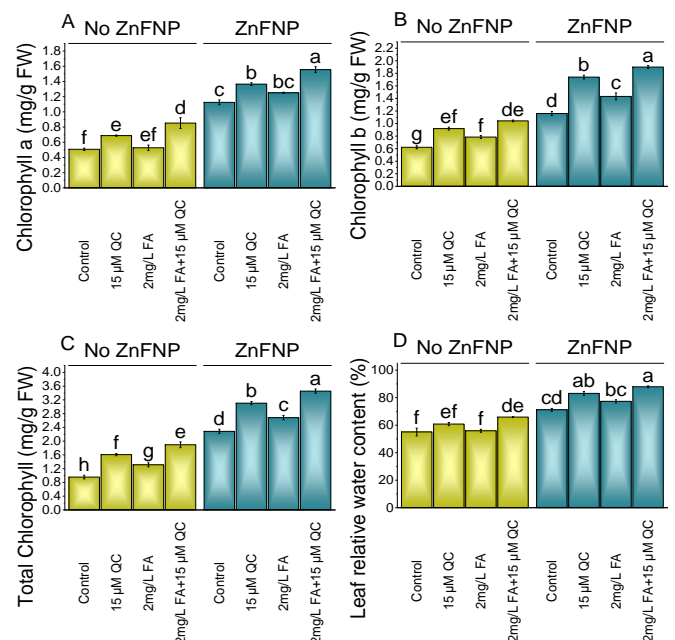 A
No ZnFNP ZnFNP
Chlorophyll a (mg/g FW)
1.8
1.6
1.4
1.2
1.0
0.8
0.6
0.4
0.2
0.0
f e ef d c b bc a
Control
15 µM QC
2mg/L FA
2mg/L FA+15 µM QC
Control
15 µM QC
2mg/L FA
2mg/L FA+15 µM QC
B
No ZnFNP ZnFNP
Chlorophyll b (mg/g FW)
2.2
2.0
1.8
1.6
1.4
1.2
1.0
0.8
0.6
0.4
0.2
0.0
g ef f de d b c a
Control
15 µM QC
2mg/L FA
2mg/L FA+15 µM QC
Control
15 µM QC
2mg/L FA
2mg/L FA+15 µM QC
C
No ZnFNP ZnFNP
Total Chlorophyll (mg/g FW)
4.0
3.6
3.2
2.8
2.4
2.0
1.6
1.2
0.8
0.4
0.0
h f g e d b c a
Control
15 µM QC
2mg/L FA
2mg/L FA+15 µM QC
Control
15 µM QC
2mg/L FA
2mg/L FA+15 µM QC
D
No ZnFNP ZnFNP
Leaf relative water content (%)
100
80
60
40
20
0
f ef f de cd ab bc a
Control
15 µM QC
2mg/L FA
2mg/L FA+15 µM QC
Control
15 µM QC
2mg/L FA
2mg/L FA+15 µM QC